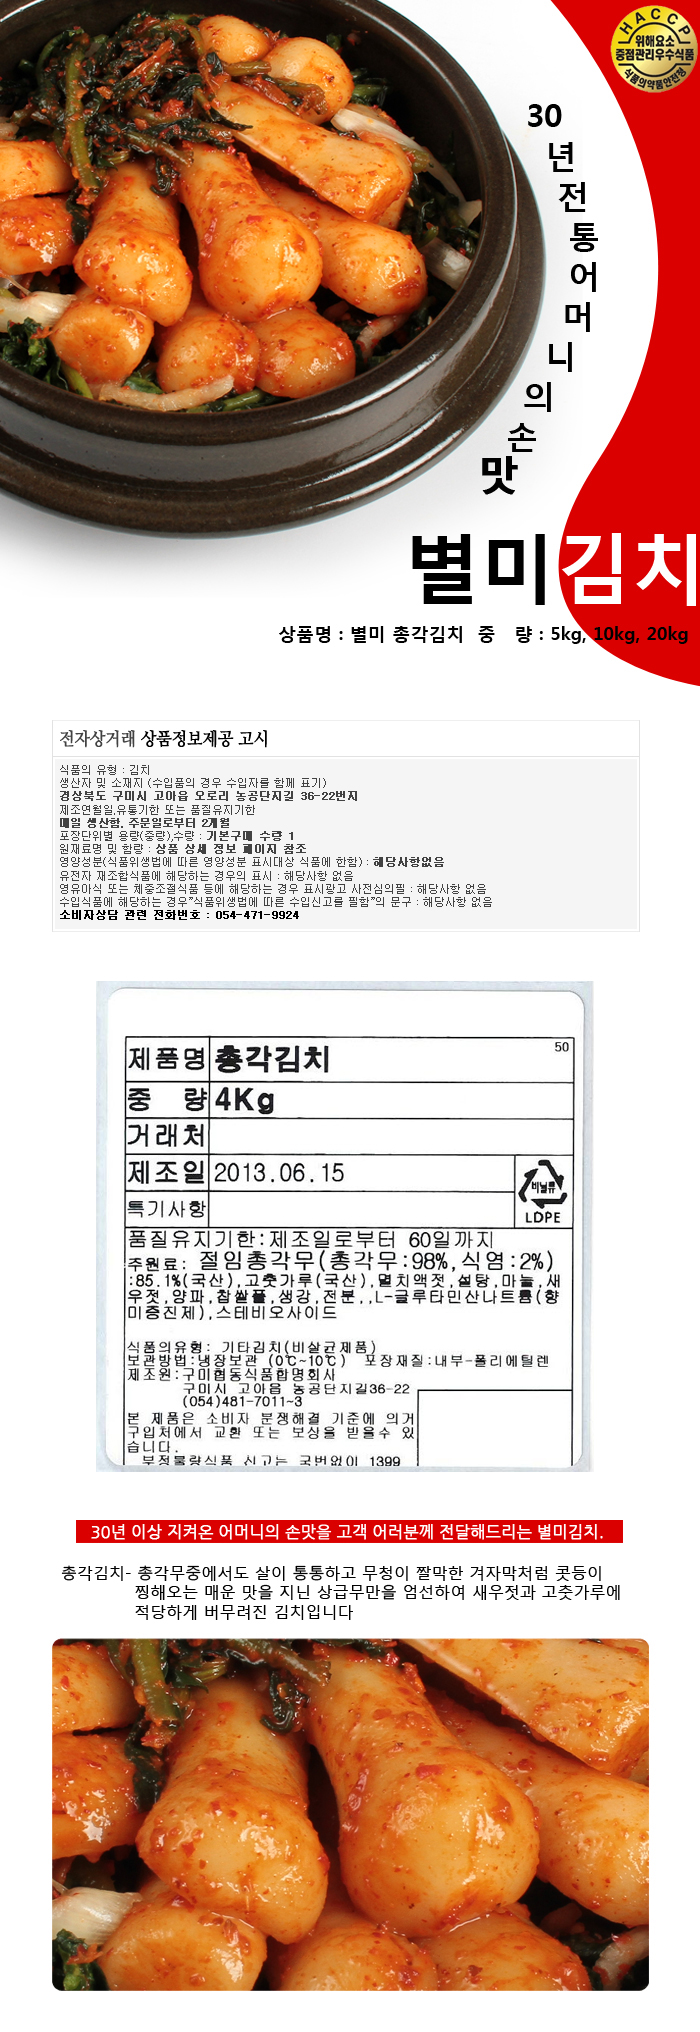 HACCP
위해요소
중점관리우수식품
식품의약품안전청
30
년
전
통
어
머
니
의
손
맛
별미김치
상품명 : 별미 총각김치 중 량 : 5kg, 10kg, 20kg
전자상거래 상품정보제공 고시
식품의 유형 : 김치
생산자 및 소재지 (수입품의 경우 수입자를 함께 표기)
경상북도 구미시 고아읍 오로리 농공단지길 36-22번지
제조연월일,유통기한 또는 품질유지기한
매일 생산함, 주문일로부터 2개월
포장단위별 용량(중량),수량 : 기본구매 수량 1
원재료명 및 함량 : 상품 상세 정보 페이지 참조
영양성분(식품위생법에 따른 영양성분 표시대상 식품에 한함) : 해당사항없음
유전자 재조합식품에 해당하는 경우의 표시 : 해당사항 없음
영유아식 또는 체중조절식품 등에 해당하는 경우 표시광고 사전심의필 : 해당사항 없음
수입식품에 해당하는 경우"식품위생법에 따른 수입신고를 필함"의 문구 : 해당사항 없음
소비자상담 관련 전화번호 : 054-471-9924
제품명 총각김치 50
중 량 4Kg
거래처
제조일 2013.06.15
비닐류
LDPE
특기사항
품질유지기한:제조일로부터 60일까지
주원료: 절임총각무(총각무:98%,식염:2%)
:85.1%(국산),고춧가루(국산),멸치액젓,설탕,마늘,새
우젓,양파,찹쌀풀,생강,전분,,L-글루타민산나트륨(향
미증진제),스테비오사이드
식품의유형: 기타김치(비살균제품)
보관방법:냉장보관 (0℃~10℃) 포장재질:내부-폴리에틸렌
제조원:구미협동식품합명회사
구미시 고아읍 농공단지길36-22
(054)481-7011~3
본 제품은 소비자 분쟁해결 기준에 의거
구입처에서 교환 또는 보상을 받을수 있
습니다.
부정불량식품 신고는 국번없이 1399
30년 이상 지켜온 어머니의 손맛을 고객 여러분께 전달해드리는 별미김치.
총각김치- 총각무중에서도 살이 통통하고 무청이 짤막한 겨자막처럼 콧등이
찡해오는 매운 맛을 지닌 상급무만을 엄선하여 새우젓과 고춧가루에
적당하게 버무려진 김치입니다